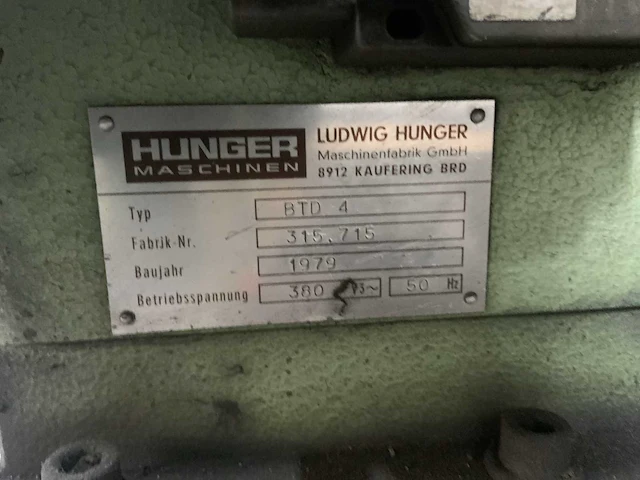 HUNGER
MASCHINEN
LUDWIG HUNGER
Maschinenfabrik GmbH
8912 KAUFERING BRD
Typ BTD 4
Fabrik-Nr. 315.715
Baujahr 1979
Betriebsspannung 380 V3~ 50 Hz